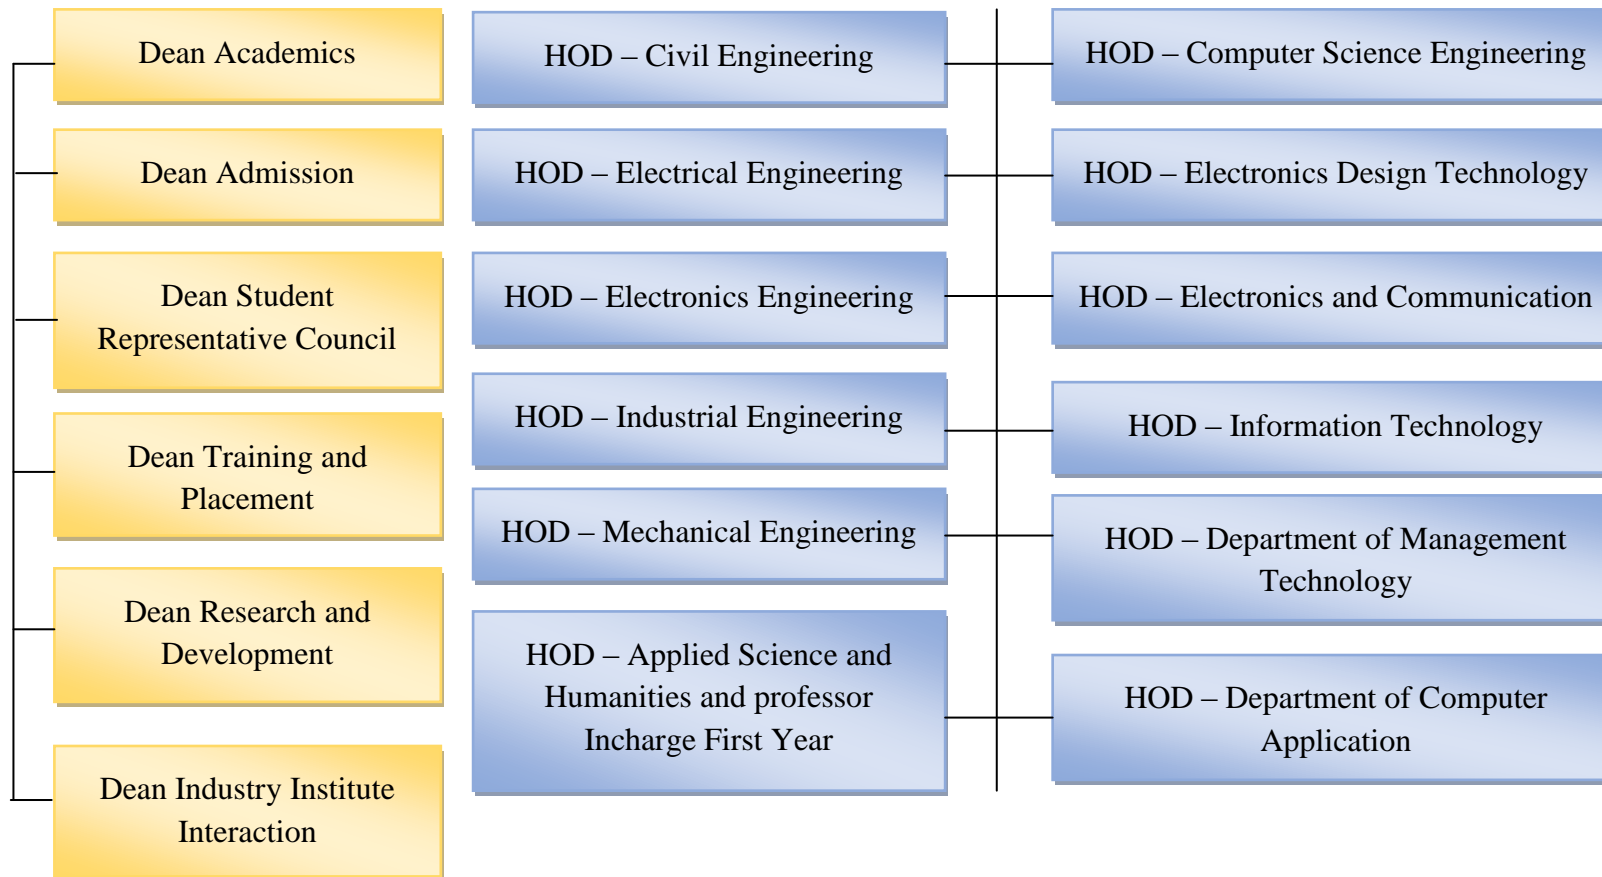 Dean Academics
Dean Admission
Dean Student
Representative Council
Dean Training and
Placement
Dean Research and
Development
Dean Industry Institute
Interaction
HOD – Civil Engineering
HOD – Electrical Engineering
HOD – Electronics Engineering
HOD – Industrial Engineering
HOD – Mechanical Engineering
HOD – Applied Science and
Humanities and professor
Incharge First Year
HOD – Computer Science Engineering
HOD – Electronics Design Technology
HOD – Electronics and Communication
HOD – Information Technology
HOD – Department of Management
Technology
HOD – Department of Computer
Application